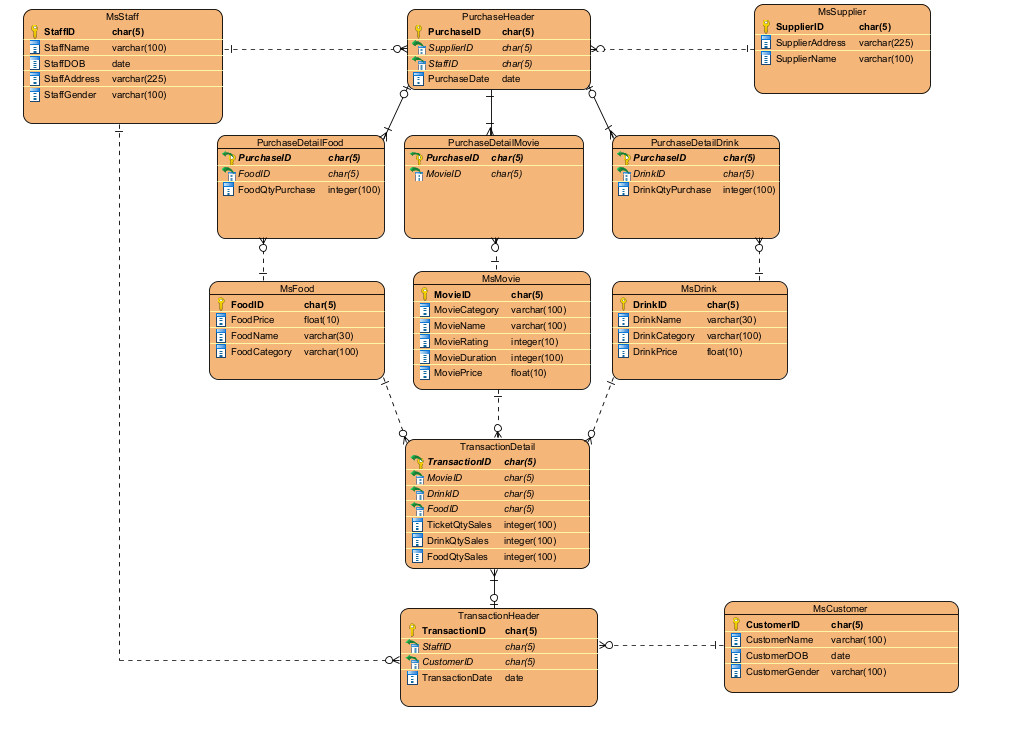 MsStaff
StaffID char(5)
StaffName varchar(100)
StaffDOB date
StaffAddress varchar(225)
StaffGender varchar(100)
PurchaseHeader
PurchaseID char(5)
SupplierID char(5)
StaffID char(5)
PurchaseDate date
MsSupplier
SupplierID char(5)
SupplierAddress varchar(225)
SupplierName varchar(100)
PurchaseDetailFood
PurchaseID char(5)
FoodID char(5)
FoodQtyPurchase integer(100)
PurchaseDetailMovie
PurchaseID char(5)
MovieID char(5)
PurchaseDetailDrink
PurchaseID char(5)
DrinkID char(5)
DrinkQtyPurchase integer(100)
MsFood
FoodID char(5)
FoodPrice float(10)
FoodName varchar(30)
FoodCategory varchar(100)
MsMovie
MovieID char(5)
MovieCategory varchar(100)
MovieName varchar(100)
MovieRating integer(10)
MovieDuration integer(100)
MoviePrice float(10)
MsDrink
DrinkID char(5)
DrinkName varchar(30)
DrinkCategory varchar(100)
DrinkPrice float(10)
TransactionDetail
TransactionID char(5)
MovieID char(5)
DrinkID char(5)
FoodID char(5)
TicketQtySales integer(100)
DrinkQtySales integer(100)
FoodQtySales integer(100)
TransactionHeader
TransactionID char(5)
StaffID char(5)
CustomerID char(5)
TransactionDate date
MsCustomer
CustomerID char(5)
CustomerName varchar(100)
CustomerDOB date
CustomerGender varchar(100)